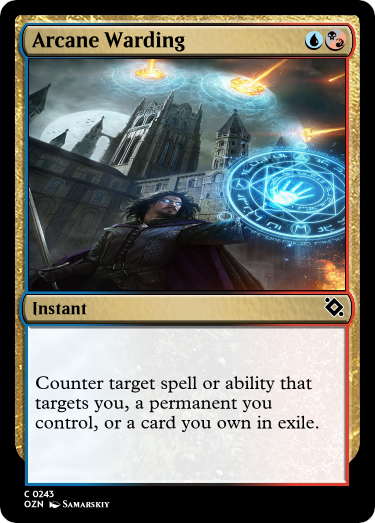 Arcane Warding
Instant
Counter target spell or ability that
targets you, a permanent you
control, or a card you own in exile.
C 0243
OZN Samarskiy